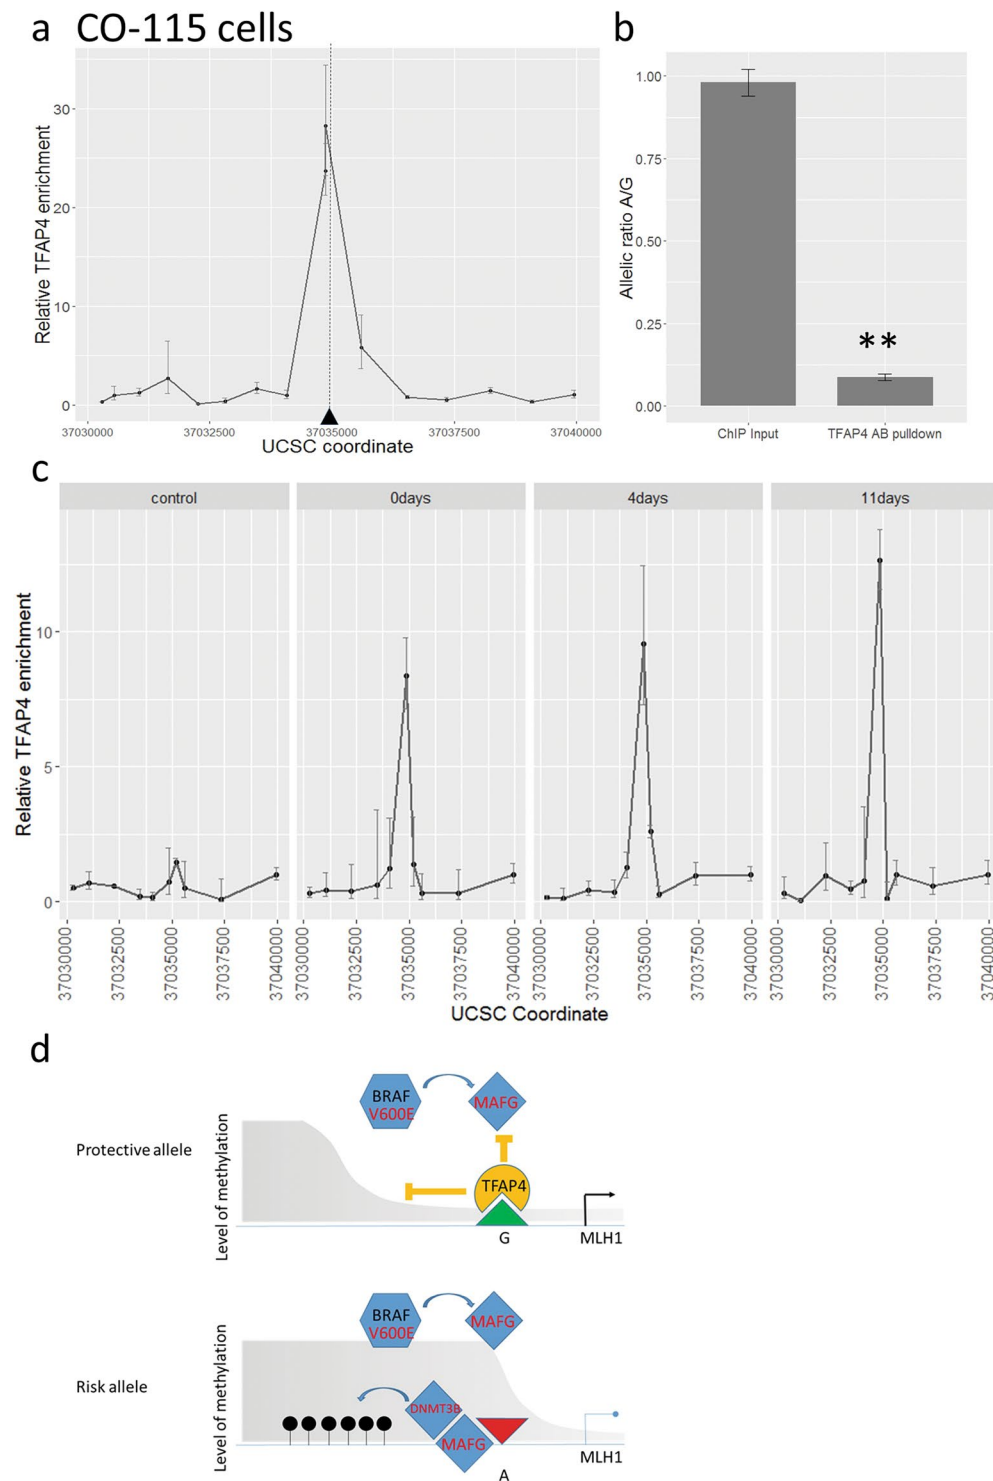 a CO-115 cells
Relative TFAP4 enrichment
30
20
10
0
37030000 37032500 37035000 37037500 37040000
UCSC coordinate
b
Allelic ratio A/G
1.00
0.75
0.50
0.25
0.00
**
ChIP Input TFAP4 AB pulldown
c
control 0days 4days 11days
Relative TFAP4 enrichment
10
5
0
37030000 37032500 37035000 37037500 37040000 37030000 37032500 37035000 37037500 37040000 37030000 37032500 37035000 37037500 37040000 37030000 37032500 37035000 37037500 37040000
UCSC Coordinate
d
Protective allele
Level of methylation
BRAF
V600E
MAFG
TFAP4
G
MLH1
Risk allele
Level of methylation
BRAF
V600E
MAFG
DNMT3B
MAFG
A
MLH1